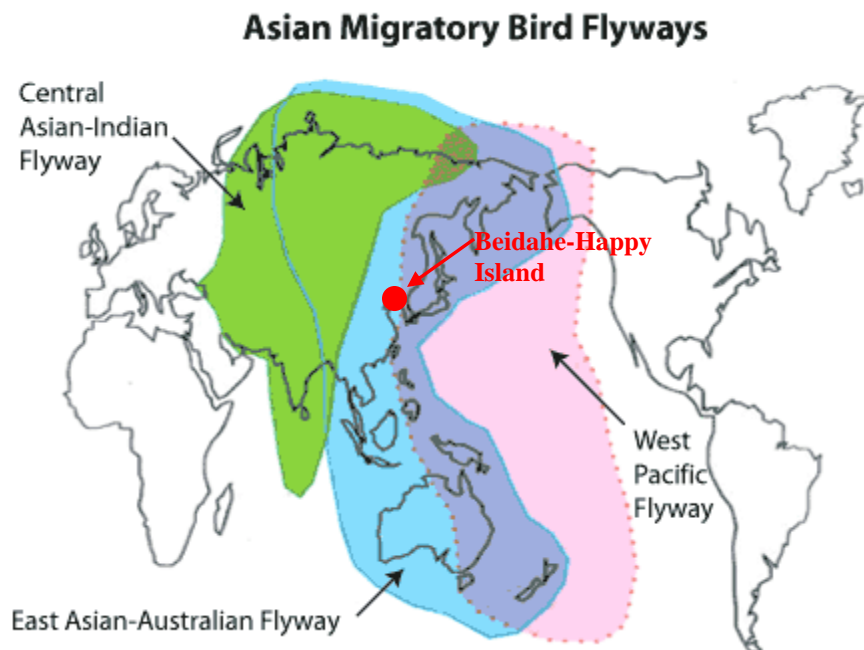 Asian Migratory Bird Flyways
Central
Asian-Indian
Flyway
Beidahe-Happy
Island
West
Pacific
Flyway
East Asian-Australian Flyway